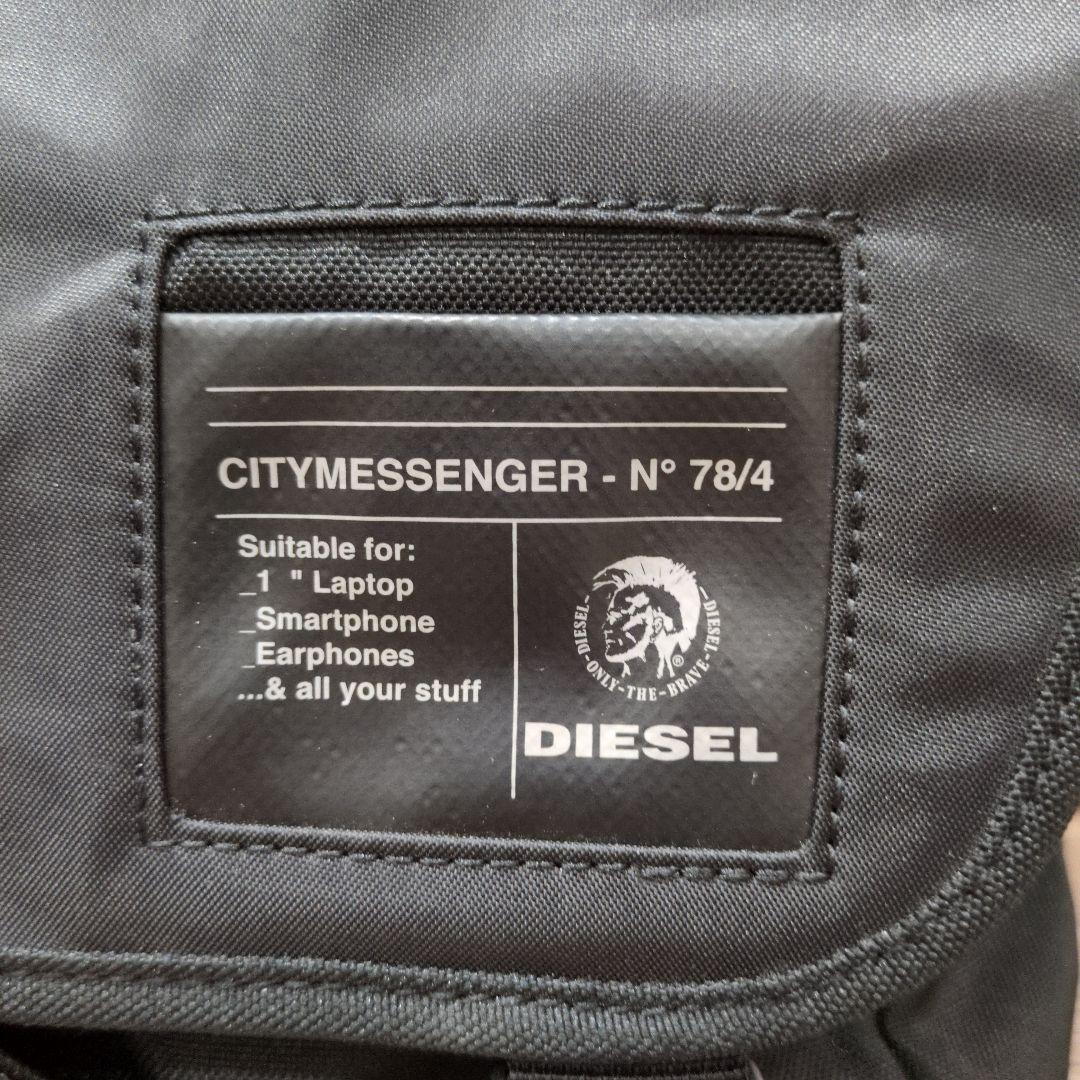 CITYMESSENGER - N° 78/4
Suitable for:
_1  " Laptop
_Smartphone
_Earphones
...& all your stuff
DIESEL-ONLY-THE-BRAVE-DIESEL
®
DIESEL